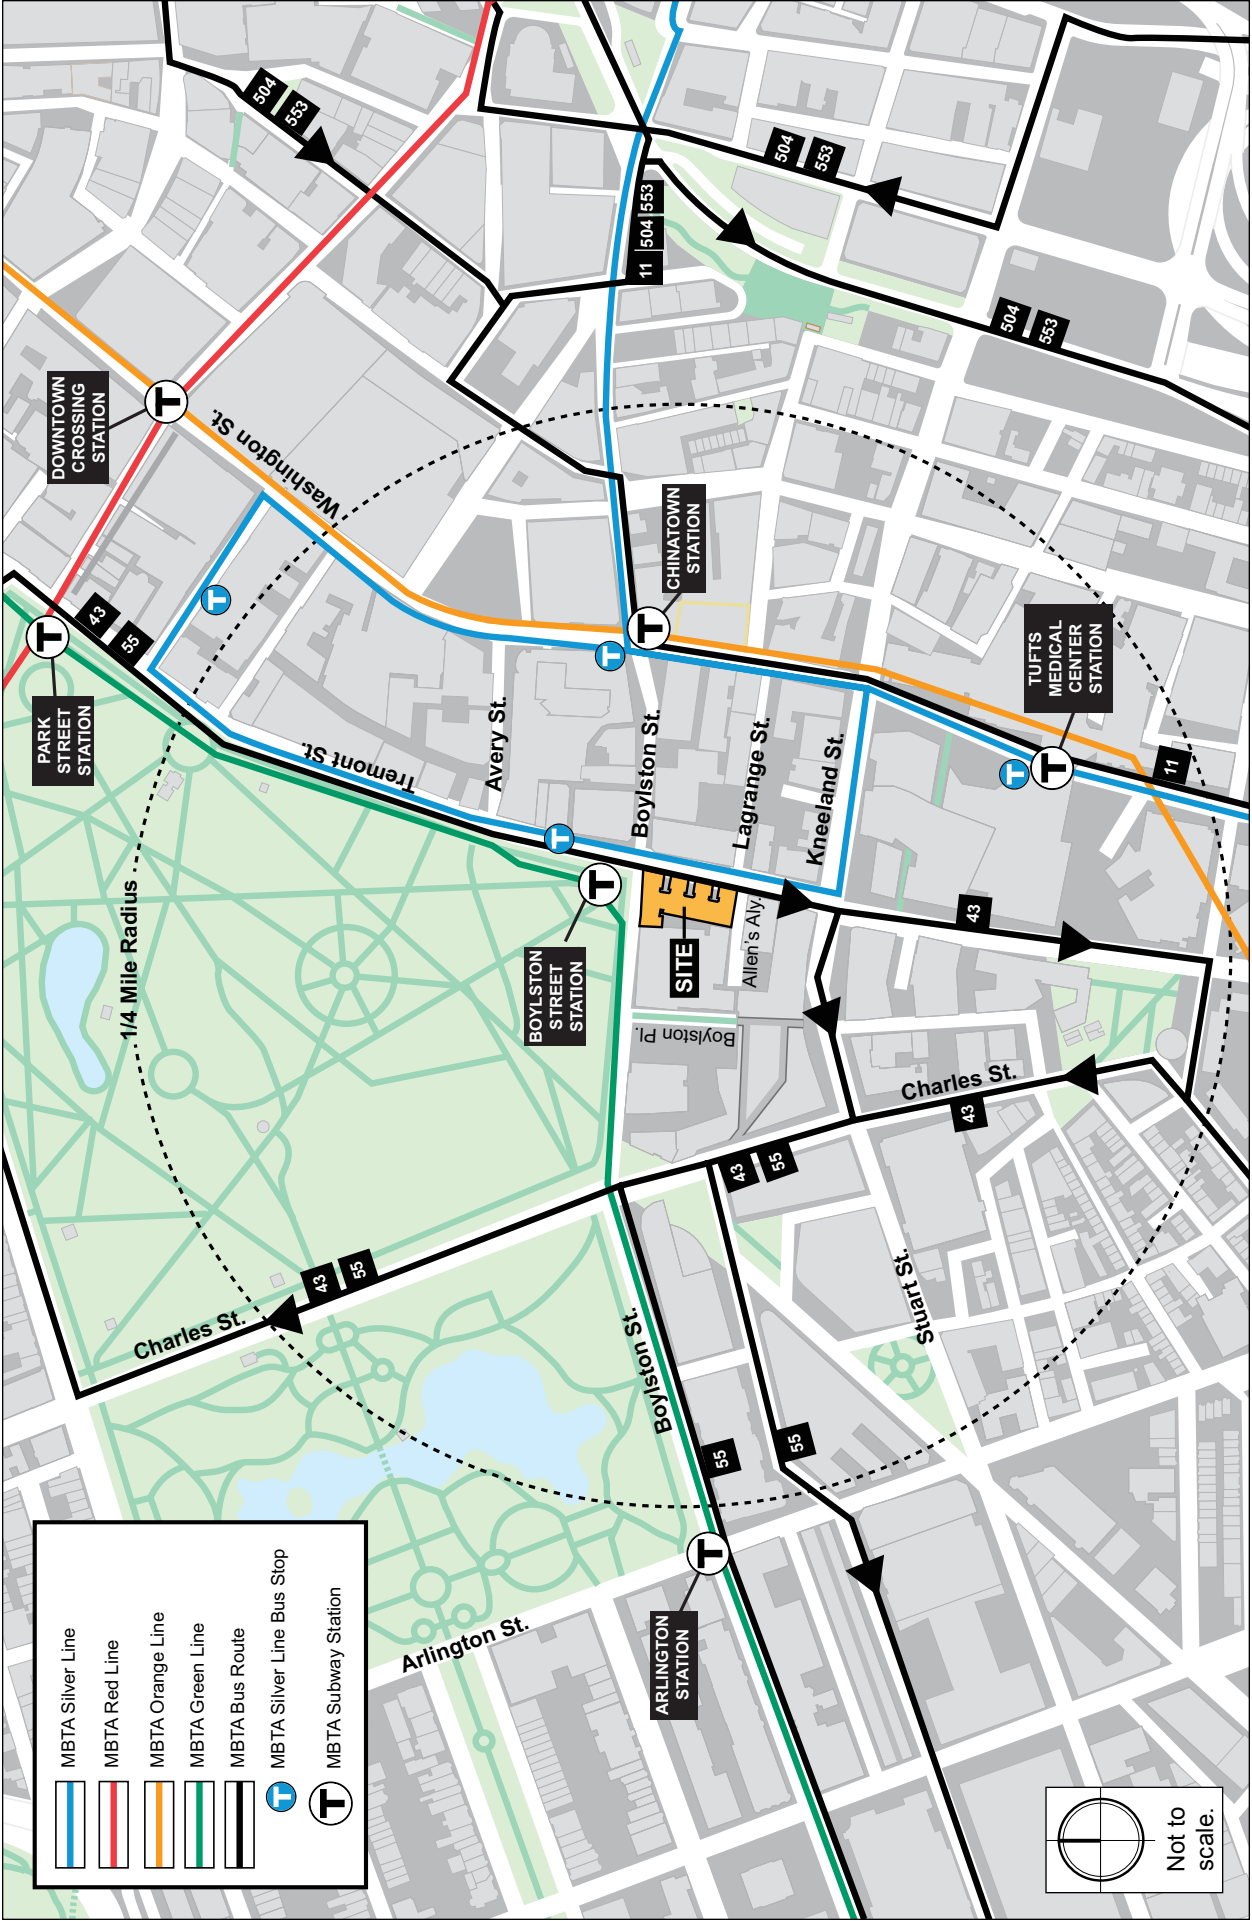 MBTA Silver Line
MBTA Red Line
MBTA Orange Line
MBTA Green Line
MBTA Bus Route
MBTA Silver Line Bus Stop
T
MBTA Subway Station
T
Not to
scale.
ARLINGTON
STATION
T
Arlington St.
Boylston St.
55
55
Charles St.
43
55
Stuart St.
43
55
Charles St.
43
1/4 Mile Radius
Boylston Pl.
Allen's Aly.
SITE
BOYLSTON
STREET
STATION
T
T
43
Tremont St.
Avery St.
Boylston St.
Lagrange St.
Kneeland St.
PARK
STREET
STATION
T
43
55
T
T
CHINATOWN
STATION
T
TUFTS
MEDICAL
CENTER
STATION
T
T
11
DOWNTOWN
CROSSING
STATION
T
Washington St.
504
553
11
504
553
504
553
504
553